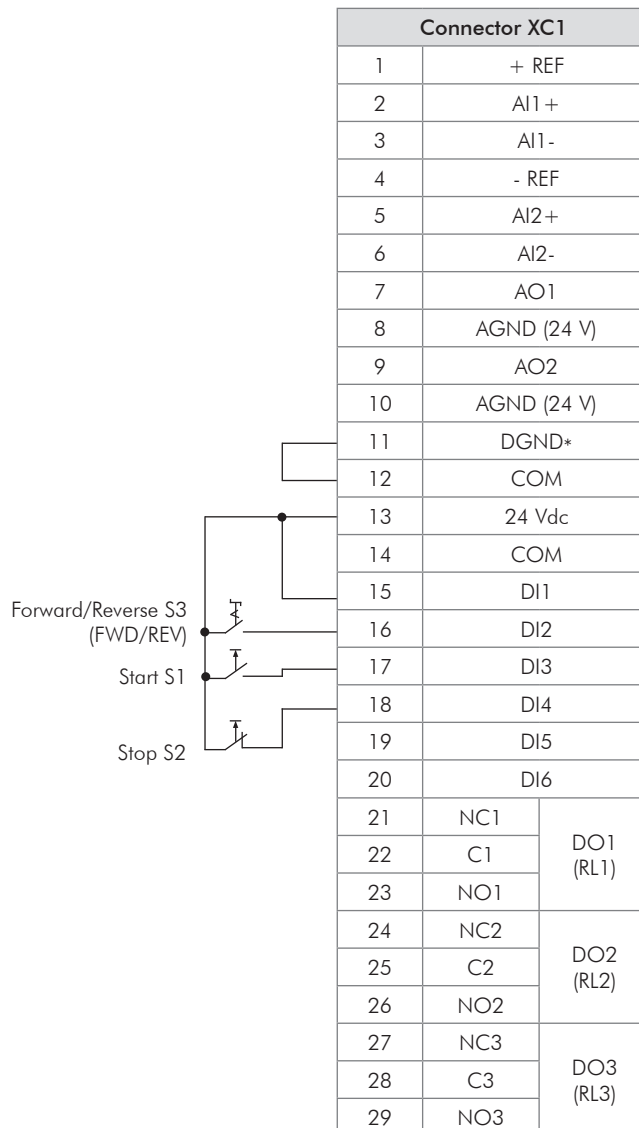 Connector XC1
1 + REF
2 AI1+
3 AI1-
4 - REF
5 AI2+
6 AI2-
7 AO1
8 AGND (24 V)
9 AO2
10 AGND (24 V)
11 DGND*
12 COM
13 24 Vdc
14 COM
15 DI1
Forward/Reverse S3
(FWD/REV)
16 DI2
Start S1
17 DI3
18 DI4
Stop S2
19 DI5
20 DI6
21 NC1
22 C1
23 NO1
DO1
(RL1)
24 NC2
25 C2
26 NO2
DO2
(RL2)
27 NC3
28 C3
29 NO3
DO3
(RL3)